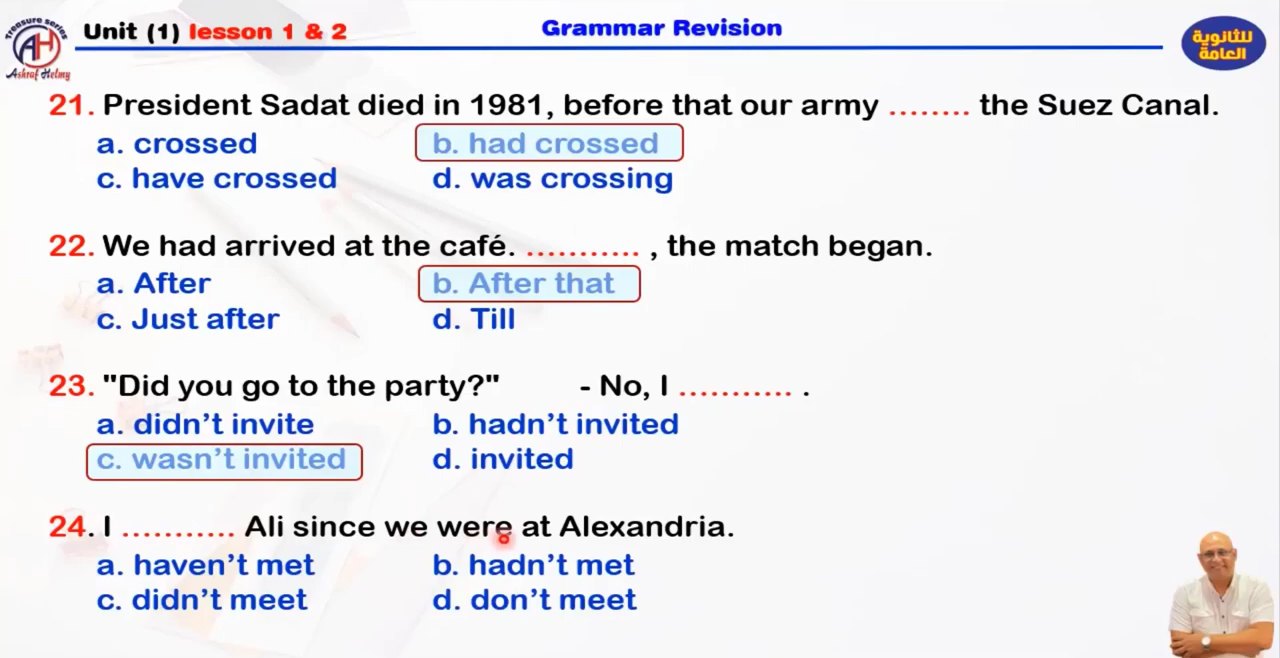 Treasure series
AH
Ashraf Helmy
Unit (1) lesson 1 & 2
Grammar Revision
للثانوية
العامة
21. President Sadat died in 1981, before that our army ........ the Suez Canal.
a. crossed b. had crossed
c. have crossed d. was crossing
22. We had arrived at the café. ........... , the match began.
a. After b. After that
c. Just after d. Till
23. "Did you go to the party?" - No, I ........... .
a. didn't invite b. hadn't invited
c. wasn't invited d. invited
24. I ........... Ali since we were at Alexandria.
a. haven't met b. hadn't met
c. didn't meet d. don't meet